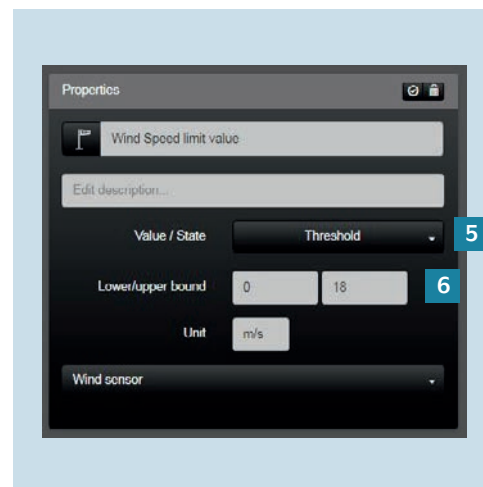 Properties
Wind Speed limit value
Edit description...
Value / State Threshold 5
Lower/upper bound 0 18 6
Unit m/s
Wind sensor